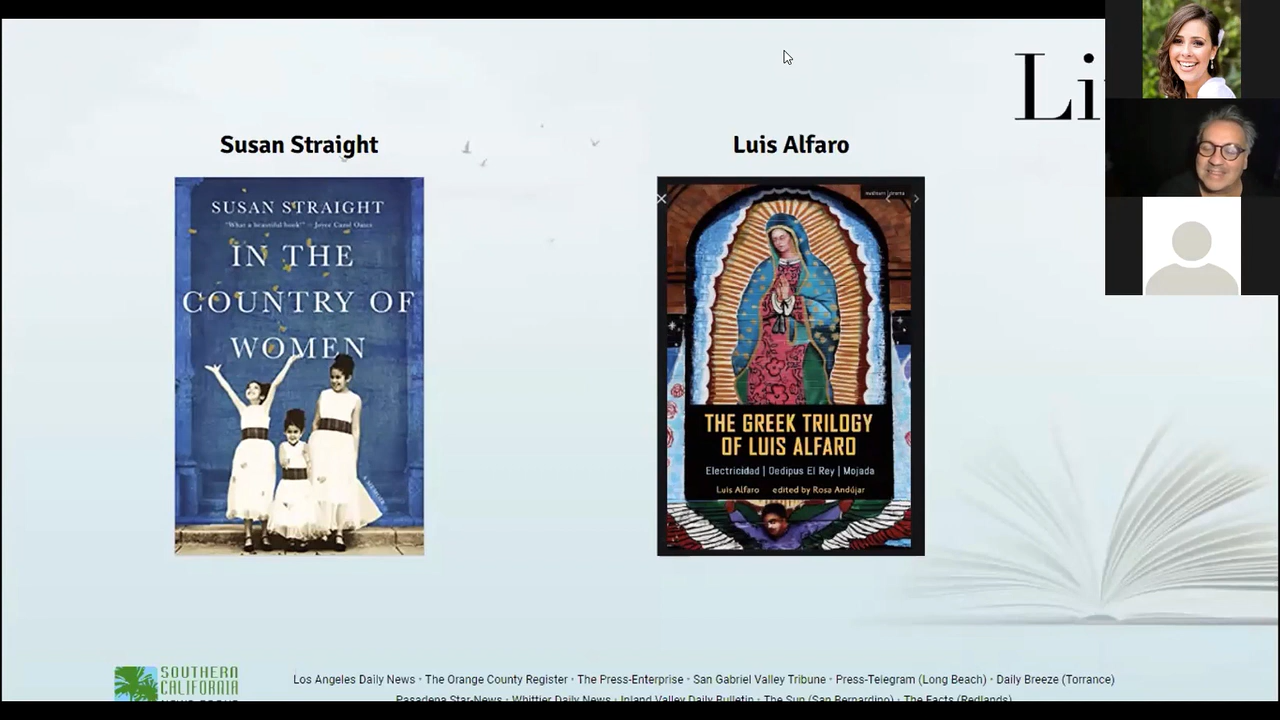 Li
Susan Straight
Luis Alfaro
SUSAN STRAIGHT
"What a beautiful book!" — Joyce Carol Oates
IN THE
COUNTRY OF
WOMEN
A MEMOIR
THE GREEK TRILOGY
OF LUIS ALFARO
Electricidad | Oedipus El Rey | Mojada
Luis Alfaro edited by Rosa Andújar
SOUTHERN
CALIFORNIA
Los Angeles Daily News • The Orange County Register • The Press-Enterprise • San Gabriel Valley Tribune • Press-Telegram (Long Beach) • Daily Breeze (Torrance)
Pasadena Star-News • Whittier Daily News • Inland Valley Daily Bulletin • The Sun (San Bernardino) • The Facts (Redlands)